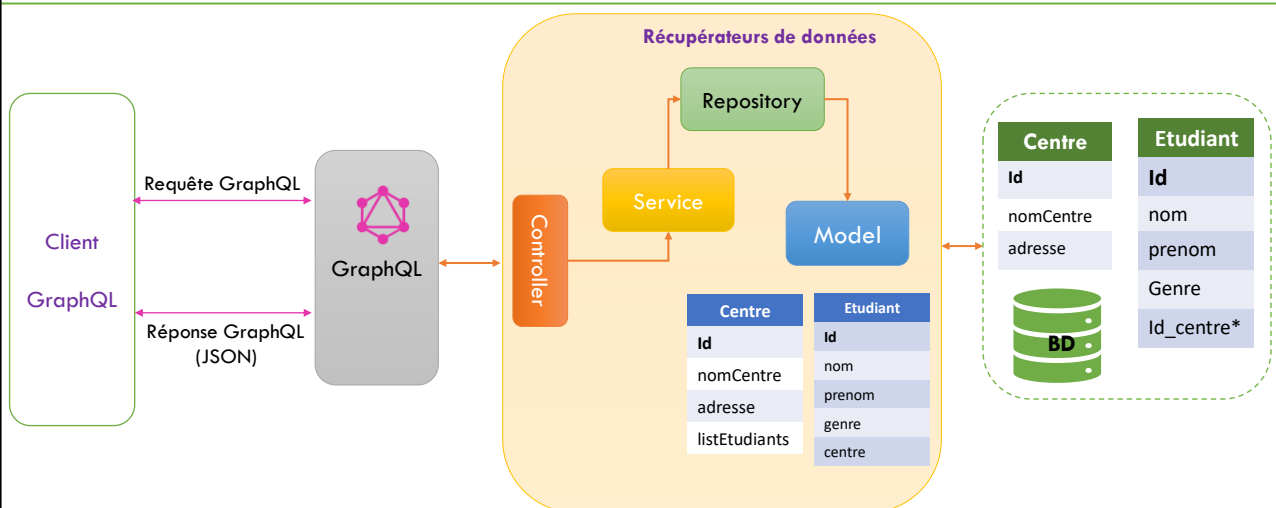 Récupérateurs de données
Client
GraphQL
Requête GraphQL
Réponse GraphQL
(JSON)
GraphQL
Controller
Service
Repository
Model
Centre
Id
nomCentre
adresse
listEtudiants
Etudiant
Id
nom
prenom
genre
centre
Centre
Id
nomCentre
adresse
BD
Etudiant
Id
nom
prenom
Genre
Id_centre*